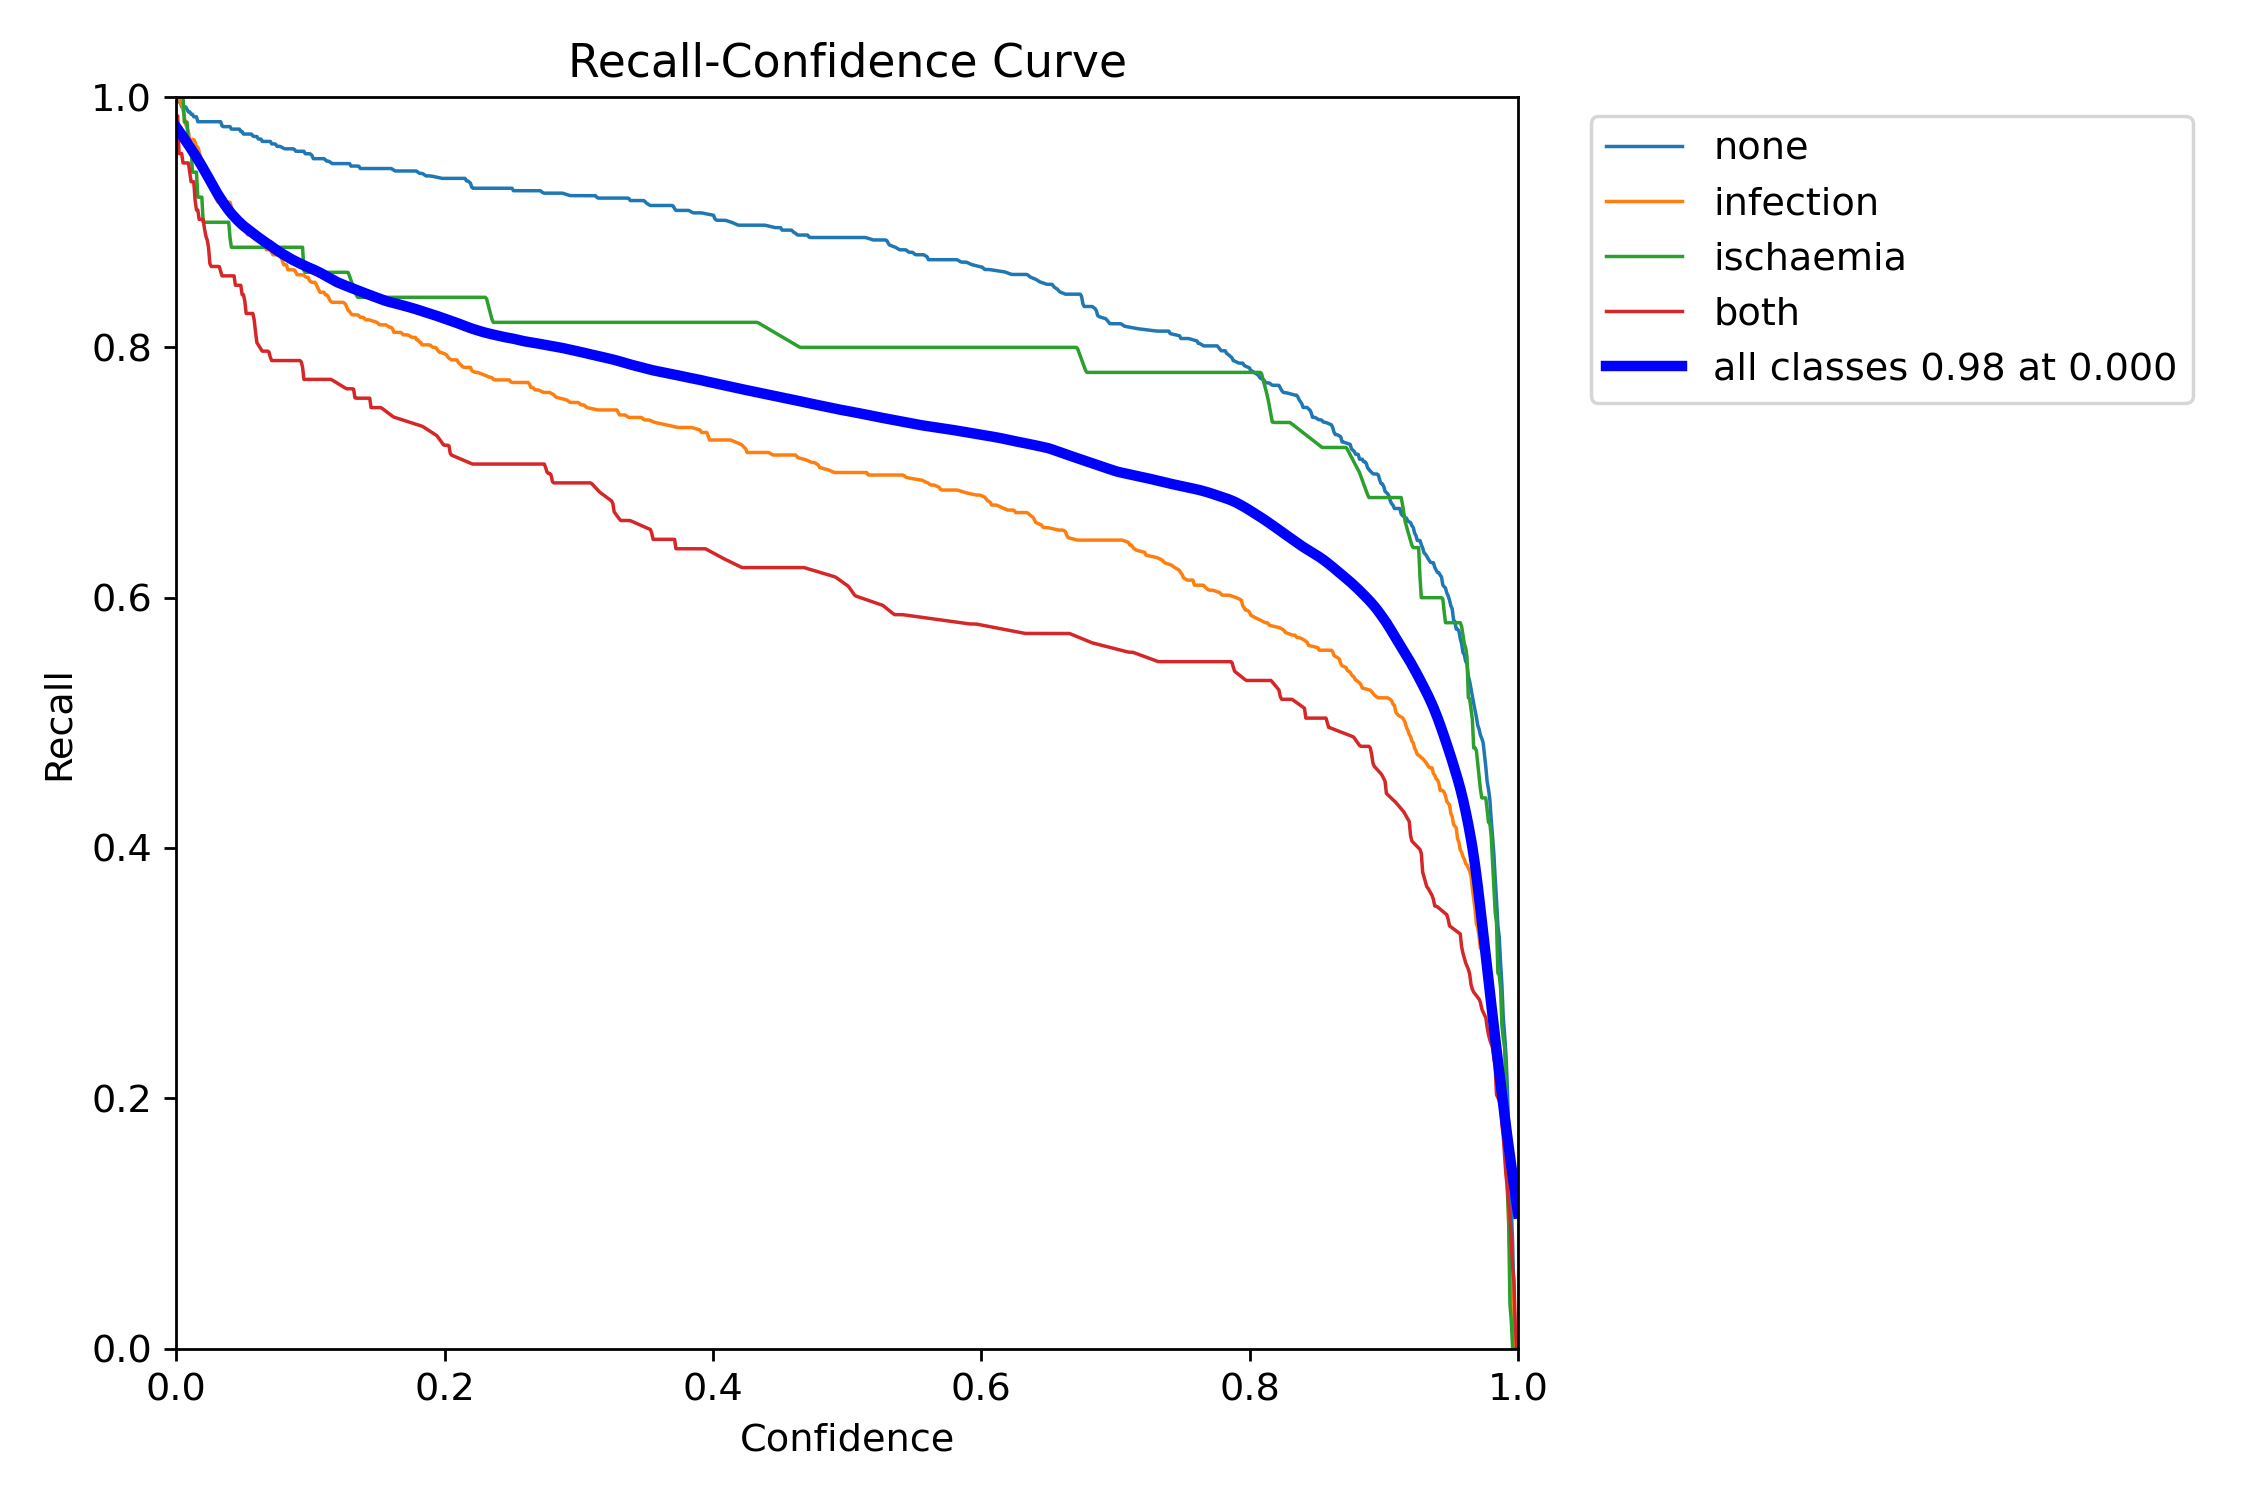 Recall-Confidence Curve
1.0
0.8
0.6
0.4
0.2
0.0
Recall
0.0 0.2 0.4 0.6 0.8 1.0
Confidence
none
infection
ischaemia
both
all classes 0.98 at 0.000